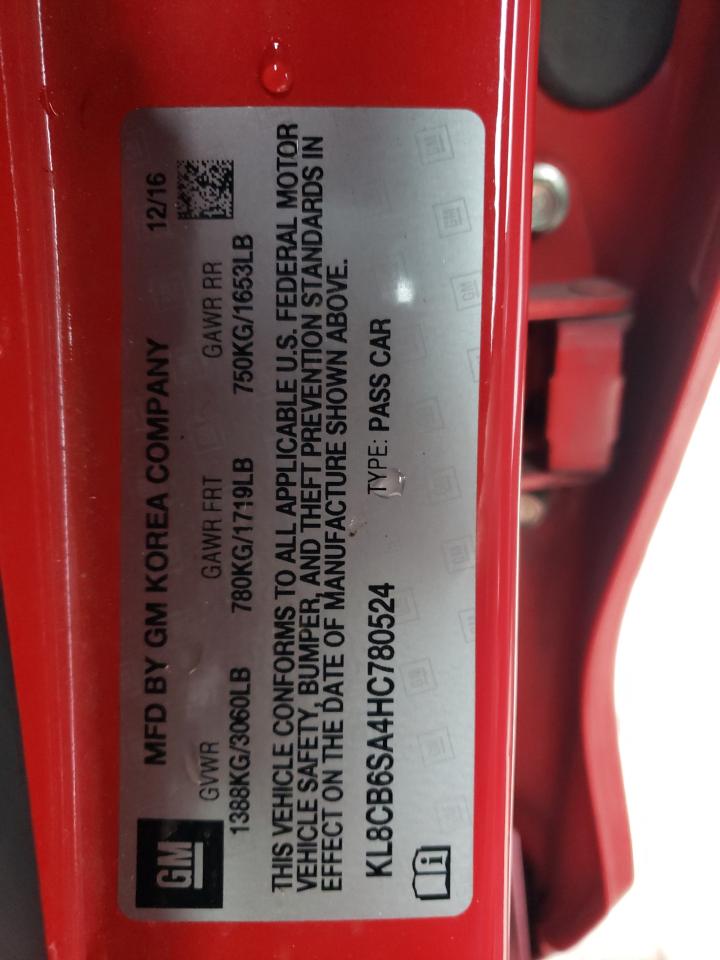 GM
MFD BY GM KOREA COMPANY 12/16
GVWR GAWR FRT GAWR RR
1388KG/3060LB 780KG/1719LB 750KG/1653LB
THIS VEHICLE CONFORMS TO ALL APPLICABLE U.S. FEDERAL MOTOR
VEHICLE SAFETY, BUMPER, AND THEFT PREVENTION STANDARDS IN
EFFECT ON THE DATE OF MANUFACTURE SHOWN ABOVE.
KL8CB6SA4HC780524 TYPE: PASS CAR